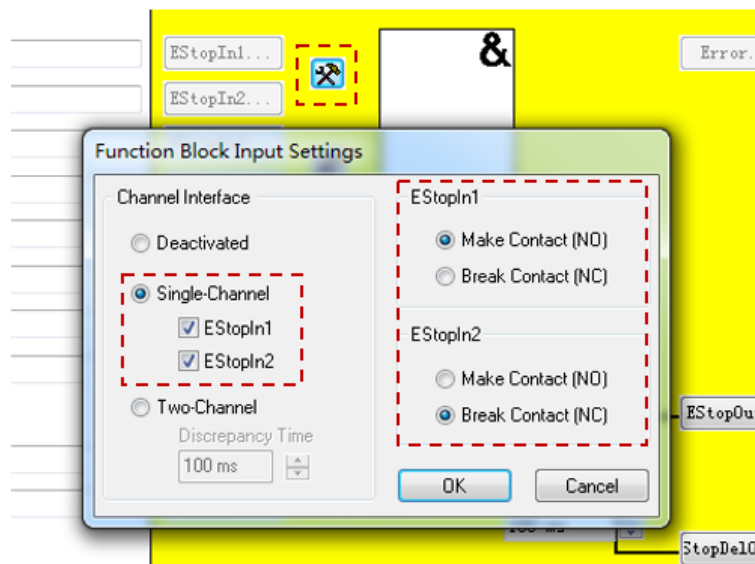 EStopIn1...
&
Error.
EStopIn2...
Function Block Input Settings
Channel Interface
Deactivated
Single-Channel
EStopIn1
EStopIn2
Two-Channel
Discrepancy Time
100 ms
EStopIn1
Make Contact (NO)
Break Contact (NC)
EStopIn2
Make Contact (NO)
Break Contact (NC)
OK
Cancel
EStopOu
StopDelO